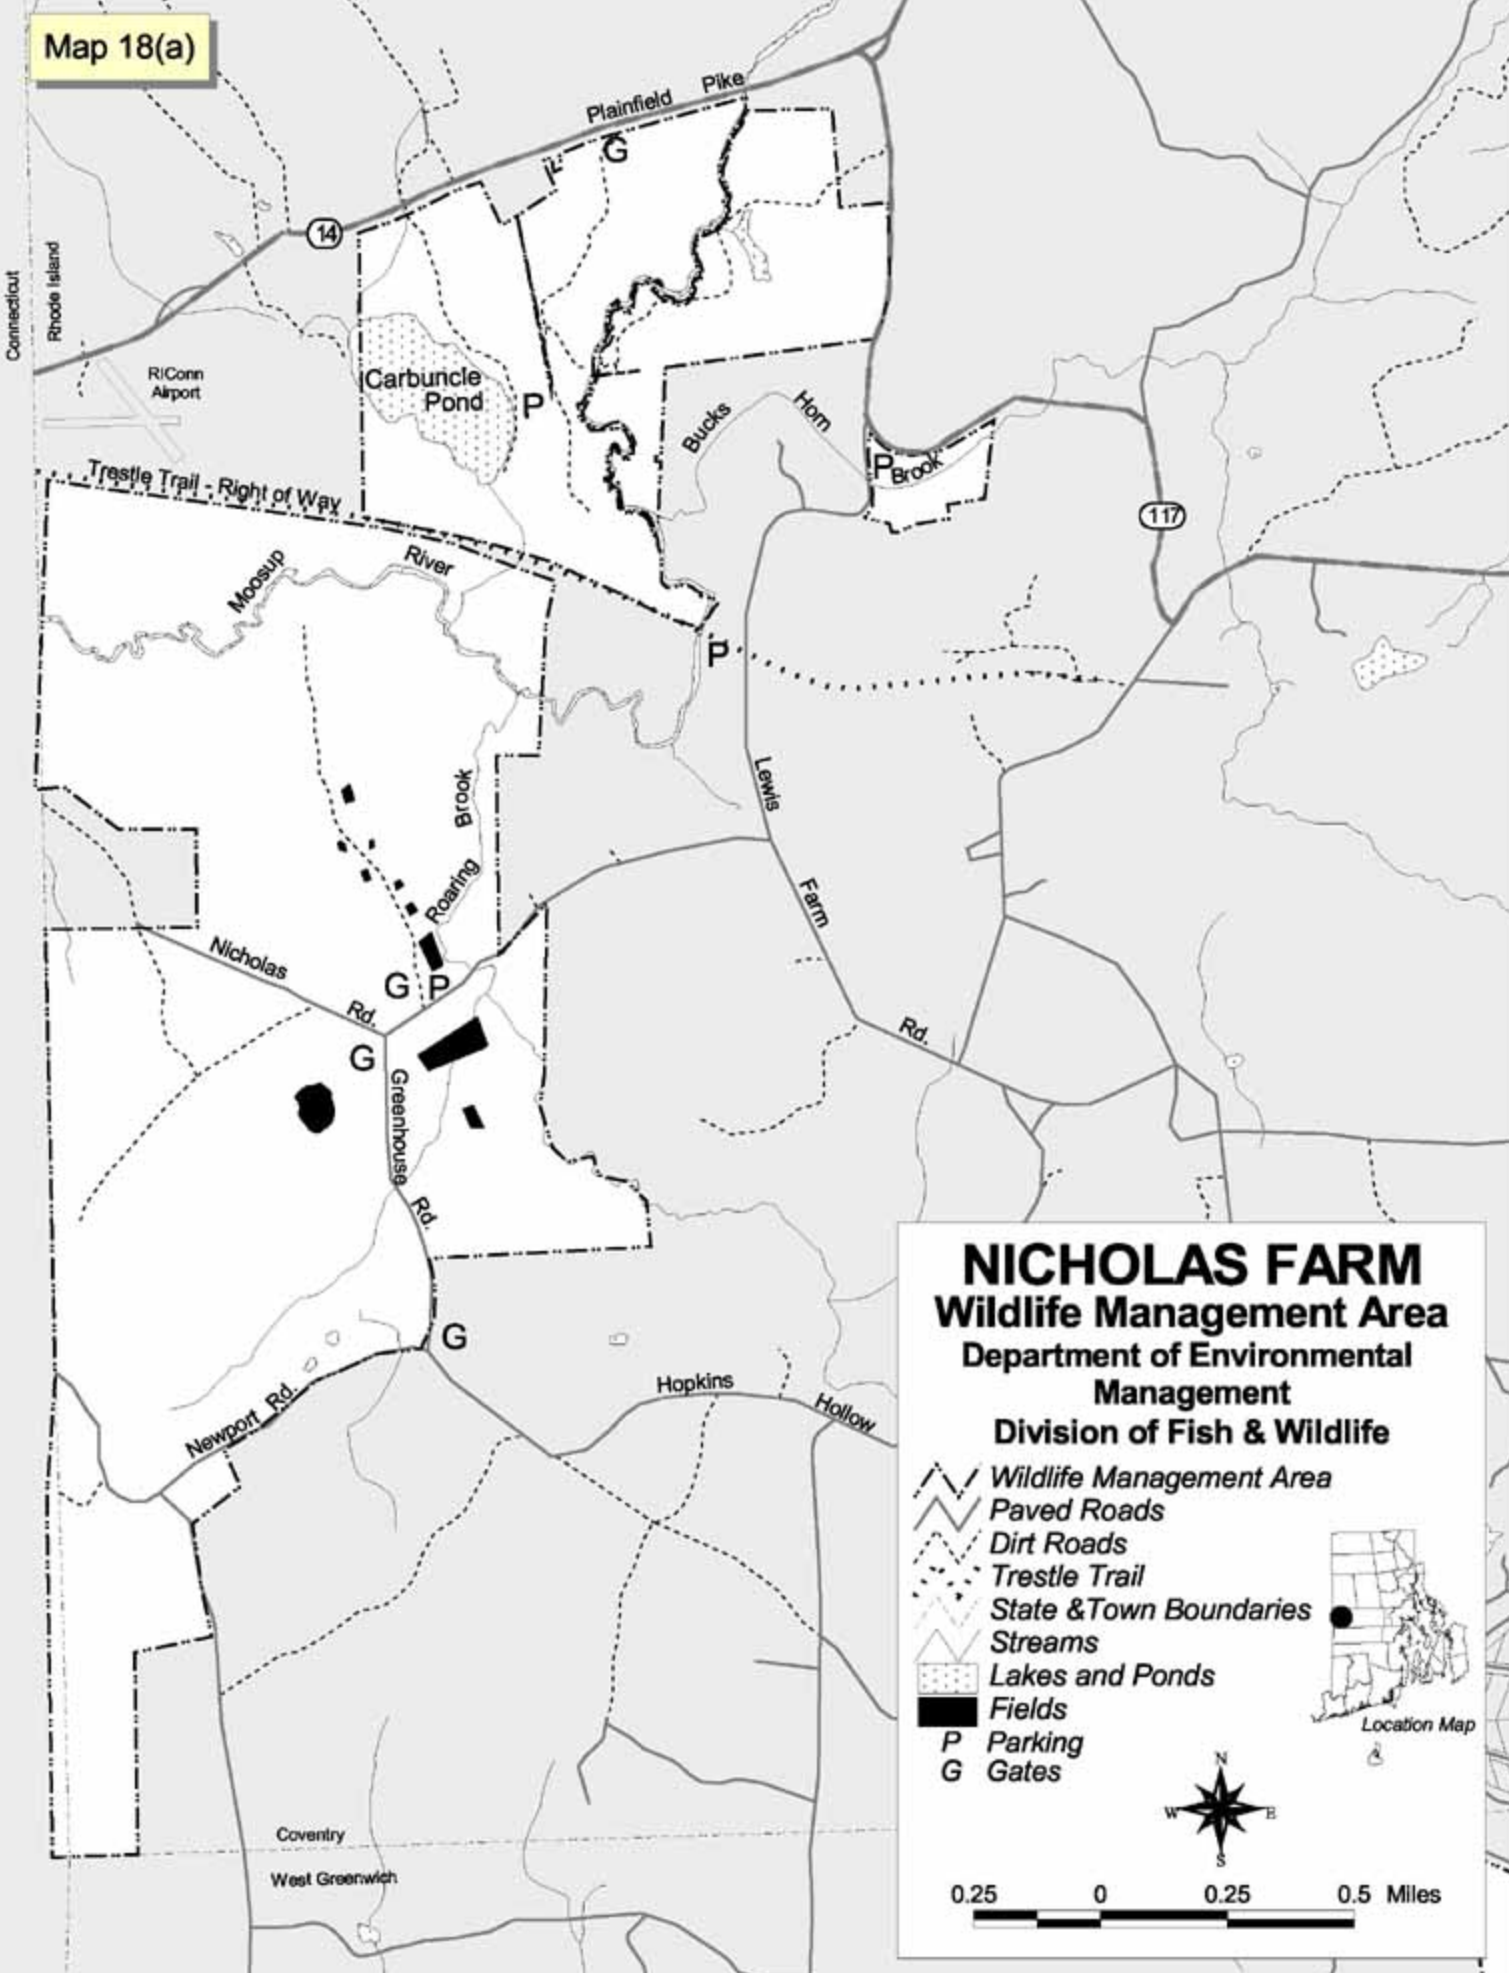 Map 18(a)
Plainfield Pike
G
14
Connecticut
Rhode Island
RIConn
Airport
Carbuncle
Pond
P
Bucks Horn Brook
P
117
Trestle Trail - Right of Way
Moosup River
P
Lewis Farm Rd.
Roaring Brook
Nicholas Rd.
G P
G
Greenhouse Rd.
G
Newport Rd.
Hopkins Hollow
Coventry
West Greenwich
NICHOLAS FARM
Wildlife Management Area
Department of Environmental
Management
Division of Fish & Wildlife
Wildlife Management Area
Paved Roads
Dirt Roads
Trestle Trail
State &Town Boundaries
Streams
Lakes and Ponds
Fields
P Parking
G Gates
Location Map
N
W E
S
0.25 0 0.25 0.5 Miles